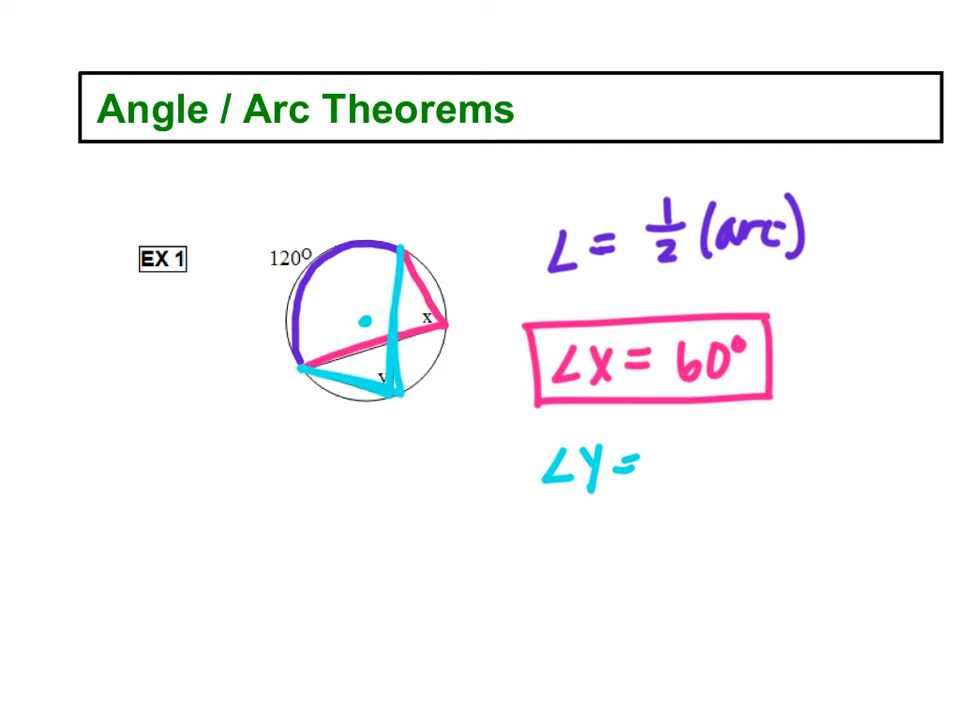 Angle / Arc Theorems
∠ = 1/2 (arc)
EX 1
120°
x
∠X = 60°
y
∠Y =